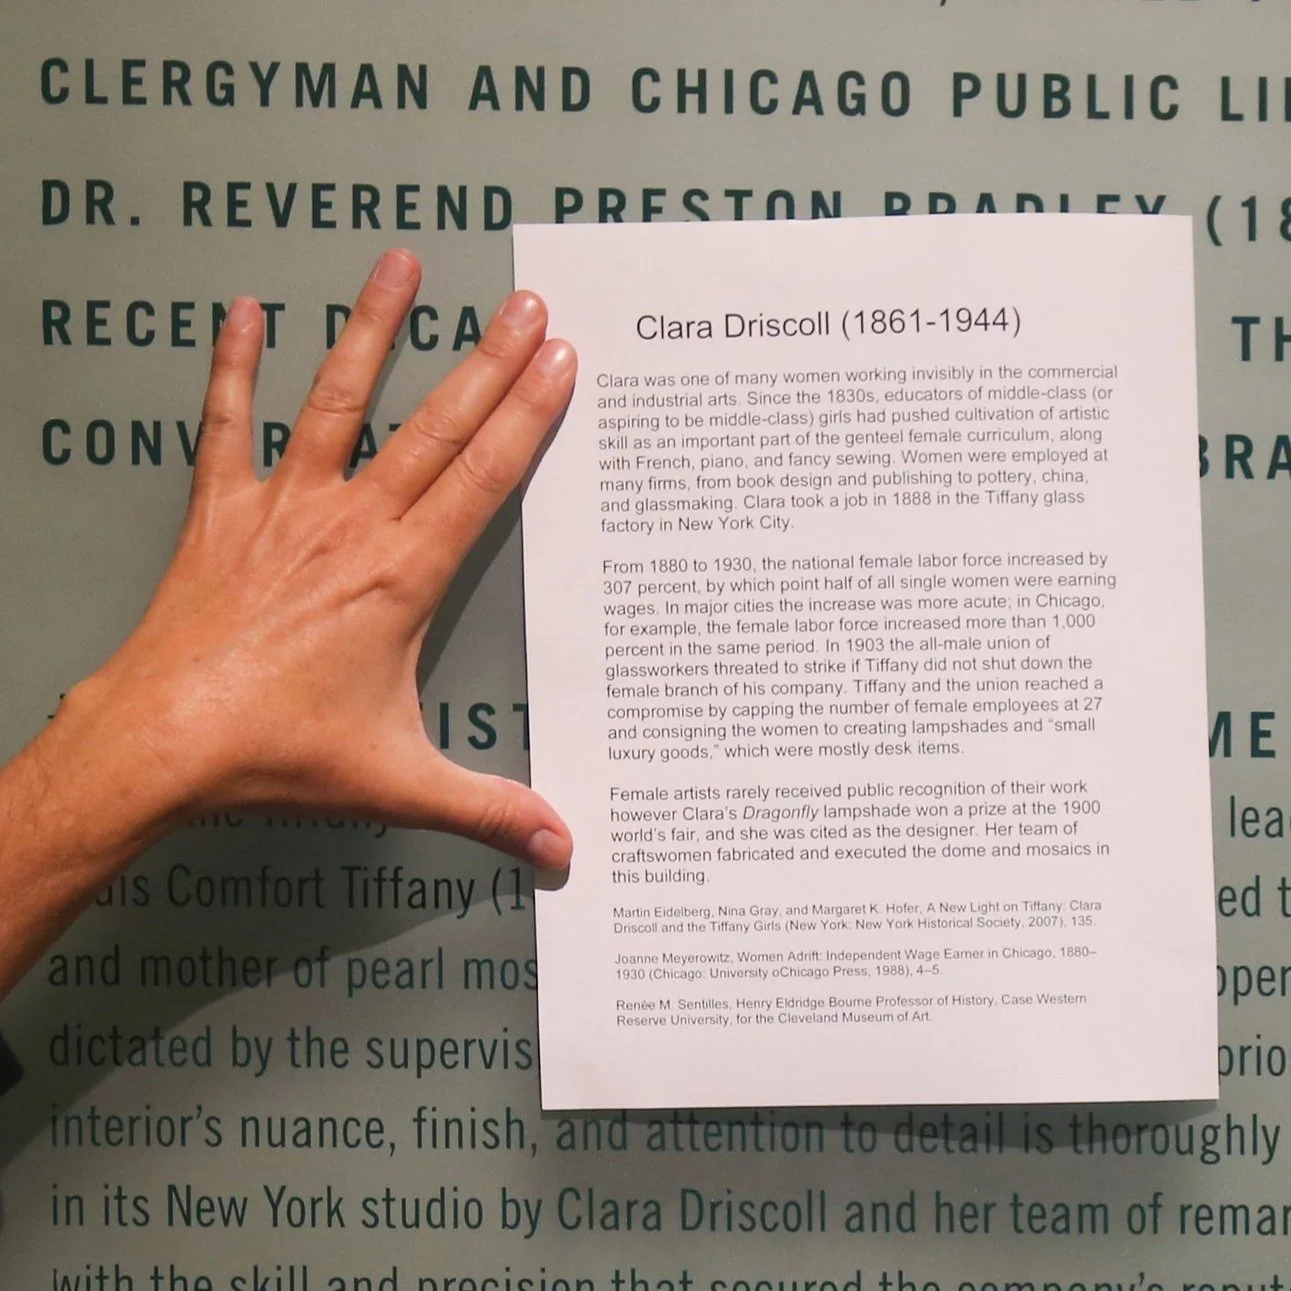 CLERGYMAN AND CHICAGO PUBLIC
DR. REVEREND PRESTON BRADLEY (18
RECENT
Clara Driscoll (1861-1944)
Clara was one of many women working invisibly in the commercial
and industrial arts. Since the 1830s, educators of middle-class (or
aspiring to be middle-class) girls had pushed cultivation of artistic
skill as an important part of the genteel female curriculum, along
with French, piano, and fancy sewing. Women were employed at
many firms, from book design and publishing to pottery, china,
and glassmaking. Clara took a job in 1888 in the Tiffany glass
factory in New York City.
From 1880 to 1930, the national female labor force increased by
307 percent, by which point half of all single women were earning
wages. In major cities the increase was more acute; in Chicago,
for example, the female labor force increased more than 1,000
percent in the same period. In 1903 the all-male union of
glassworkers threated to strike if Tiffany did not shut down the
female branch of his company. Tiffany and the union reached a
compromise by capping the number of female employees at 27
and consigning the women to creating lampshades and “small
luxury goods,” which were mostly desk items.
Female artists rarely received public recognition of their work
however Clara’s Dragonfly lampshade won a prize at the 1900
world’s fair, and she was cited as the designer. Her team of
craftswomen fabricated and executed the dome and mosaics in
this building.
Martin Eidelberg, Nina Gray, and Margaret K. Hofer, A New Light on Tiffany: Clara
Driscoll and the Tiffany Girls (New York: New York Historical Society, 2007), 135.
Joanne Meyerowitz, Women Adrift: Independent Wage Earner in Chicago, 1880–
1930 (Chicago: University oChicago Press, 1988), 4–5.
Renée M. Sentilles, Henry Eldridge Bourne Professor of History, Case Western
Reserve University, for the Cleveland Museum of Art.
Comfort Tiffany (1
and mother of pearl mos
dictated by the supervis
interior’s nuance, finish, and attention to detail is thoroughly
in its New York studio by Clara Driscoll and her team of remar
with the skill and precision that secured the company’s reput